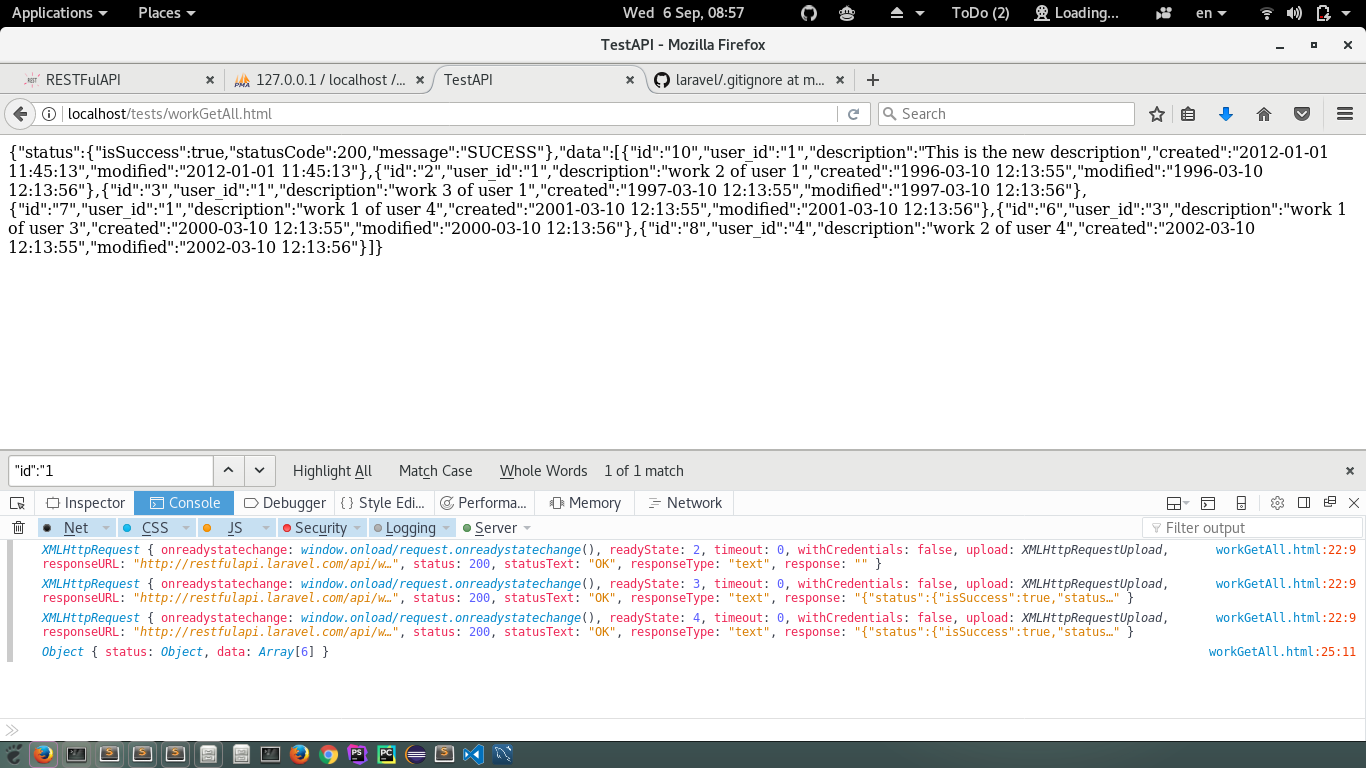 Applications Places Wed 6 Sep, 08:57 ToDo (2) Loading... en
TestAPI - Mozilla Firefox
RESTFulAPI 127.0.0.1 / localhost /... TestAPI laravel/.gitignore at m...
localhost/tests/workGetAll.html Search
{"status":{"isSuccess":true,"statusCode":200,"message":"SUCESS"},"data":[{"id":"10","user_id":"1","description":"This is the new description","created":"2012-01-01
11:45:13","modified":"2012-01-01 11:45:13"},{"id":"2","user_id":"1","description":"work 2 of user 1","created":"1996-03-10 12:13:55","modified":"1996-03-10
12:13:56"},{"id":"3","user_id":"1","description":"work 3 of user 1","created":"1997-03-10 12:13:55","modified":"1997-03-10 12:13:56"},
{"id":"7","user_id":"1","description":"work 1 of user 4","created":"2001-03-10 12:13:55","modified":"2001-03-10 12:13:56"},{"id":"6","user_id":"3","description":"work 1
of user 3","created":"2000-03-10 12:13:55","modified":"2000-03-10 12:13:56"},{"id":"8","user_id":"4","description":"work 2 of user 4","created":"2002-03-10
12:13:55","modified":"2002-03-10 12:13:56"}]}
"id":"1 Highlight All Match Case Whole Words 1 of 1 match
Inspector Console Debugger Style Edi... Performa... Memory Network
Net CSS JS Security Logging Server Filter output
XMLHttpRequest { onreadystatechange: window.onload/request.onreadystatechange(), readyState: 2, timeout: 0, withCredentials: false, upload: XMLHttpRequestUpload, workGetAll.html:22:9
responseURL: "http://restfulapi.laravel.com/api/w…", status: 200, statusText: "OK", responseType: "text", response: "" }
XMLHttpRequest { onreadystatechange: window.onload/request.onreadystatechange(), readyState: 3, timeout: 0, withCredentials: false, upload: XMLHttpRequestUpload, workGetAll.html:22:9
responseURL: "http://restfulapi.laravel.com/api/w…", status: 200, statusText: "OK", responseType: "text", response: "{"status":{"isSuccess":true,"status…" }
XMLHttpRequest { onreadystatechange: window.onload/request.onreadystatechange(), readyState: 4, timeout: 0, withCredentials: false, upload: XMLHttpRequestUpload, workGetAll.html:22:9
responseURL: "http://restfulapi.laravel.com/api/w…", status: 200, statusText: "OK", responseType: "text", response: "{"status":{"isSuccess":true,"status…" }
Object { status: Object, data: Array[6] } workGetAll.html:25:11